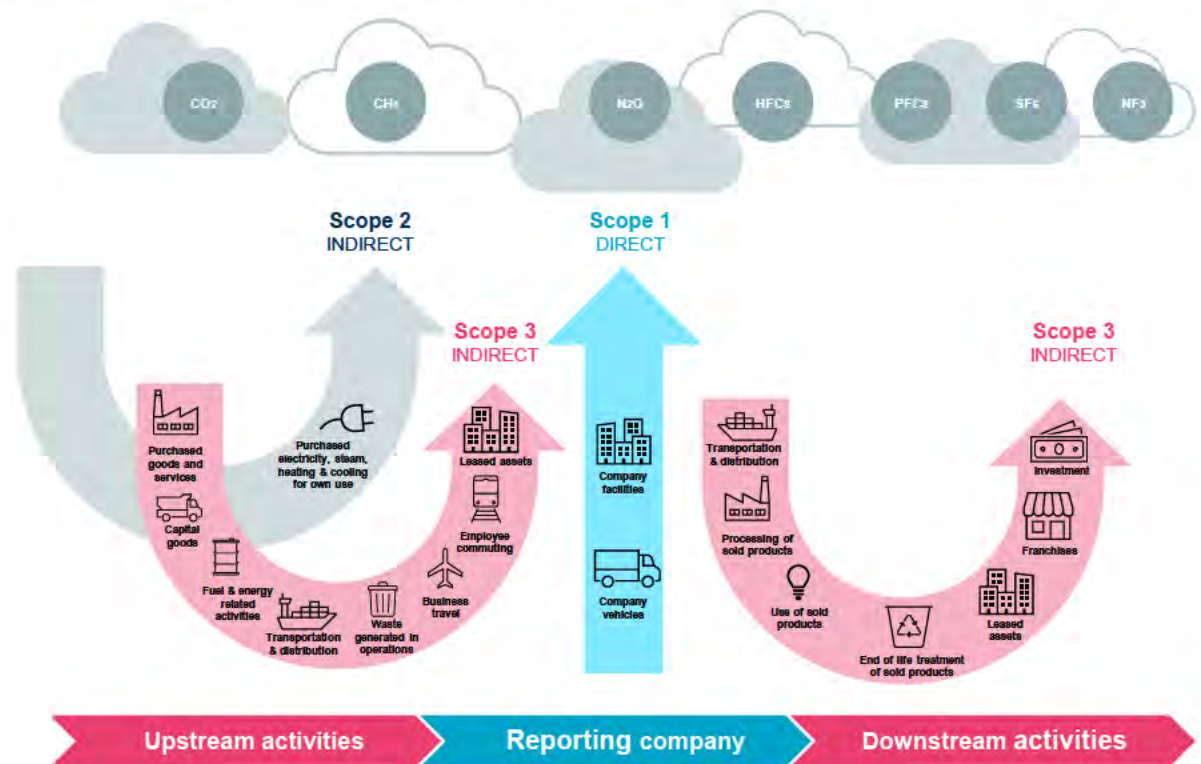 CO2
CH4
N2O
HFCs
PFCs
SF6
NF3
Scope 2
INDIRECT
Scope 1
DIRECT
Scope 3
INDIRECT
Scope 3
INDIRECT
Purchased
goods and
services
Capital
goods
Fuel & energy
related
activities
Transportation
& distribution
Waste
generated in
operations
Business
travel
Employee
commuting
Leased assets
Purchased
electricity, steam,
heating & cooling
for own use
Company
facilities
Company
vehicles
Transportation
& distribution
Processing of
sold products
Use of sold
products
End of life treatment
of sold products
Leased
assets
Franchises
Investment
Upstream activities
Reporting company
Downstream activities